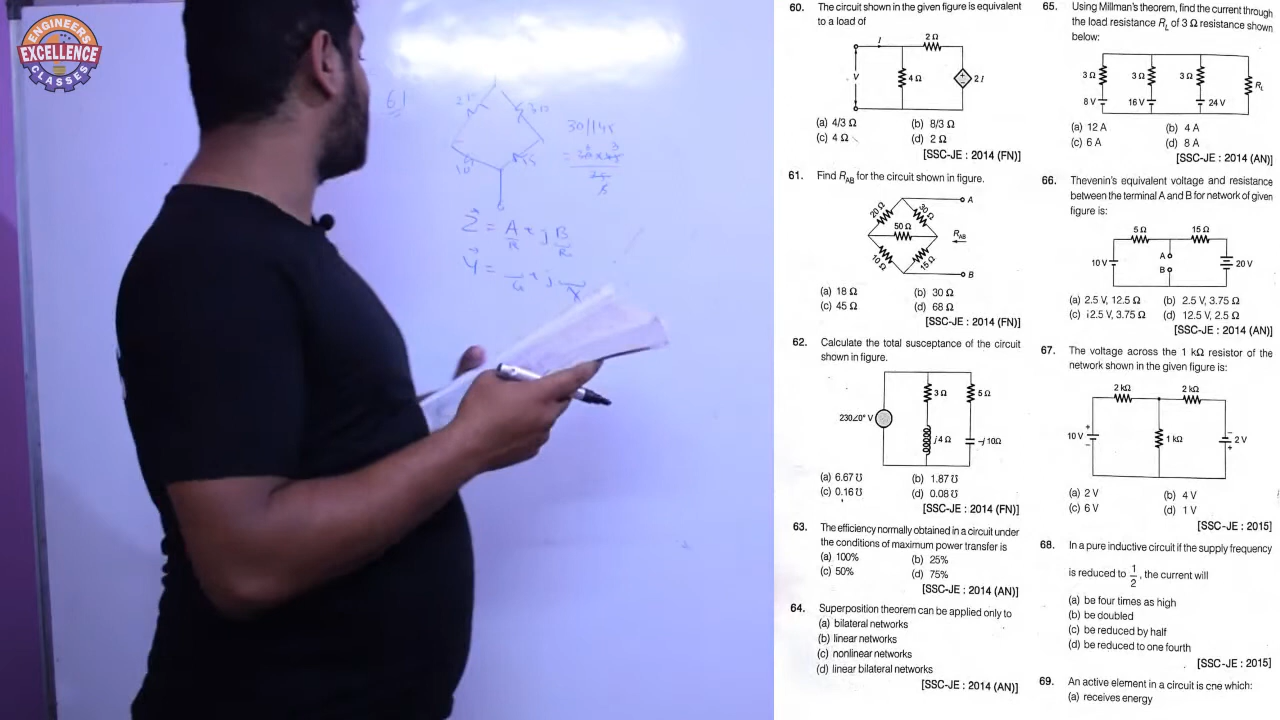 ENGINEERS
EXCELLENCE
CLASSES
61
30
10
15
30||45
Z = A + j B
Y =
60. The circuit shown in the given figure is equivalent
to a load of
I
2 Ω
V
4 Ω
2 I
(a) 4/3 Ω (b) 8/3 Ω
(c) 4 Ω (d) 2 Ω
[SSC-JE : 2014 (FN)]
61. Find RAB for the circuit shown in figure.
A
20 Ω
30 Ω
50 Ω
RAB
10 Ω
15 Ω
B
(a) 18 Ω (b) 30 Ω
(c) 45 Ω (d) 68 Ω
[SSC-JE : 2014 (FN)]
62. Calculate the total susceptance of the circuit
shown in figure.
3 Ω
5 Ω
230∠0° V
j4 Ω
-j 10Ω
(a) 6.67 ℧ (b) 1.87 ℧
(c) 0.16 ℧ (d) 0.08 ℧
[SSC-JE : 2014 (FN)]
63. The efficiency normally obtained in a circuit under
the conditions of maximum power transfer is
(a) 100% (b) 25%
(c) 50% (d) 75%
[SSC-JE : 2014 (AN)]
64. Superposition theorem can be applied only to
(a) bilateral networks
(b) linear networks
(c) nonlinear networks
(d) linear bilateral networks
[SSC-JE : 2014 (AN)]
65. Using Millman's theorem, find the current through
the load resistance RL of 3 Ω resistance shown
below:
3 Ω 3 Ω 3 Ω RL
8 V 16 V 24 V
(a) 12 A (b) 4 A
(c) 6 A (d) 8 A
[SSC-JE : 2014 (AN)]
66. Thevenin's equivalent voltage and resistance
between the terminal A and B for network of given
figure is:
5 Ω 15 Ω
A
10 V B 20 V
(a) 2.5 V, 12.5 Ω (b) 2.5 V, 3.75 Ω
(c) 12.5 V, 3.75 Ω (d) 12.5 V, 2.5 Ω
[SSC-JE : 2014 (AN)]
67. The voltage across the 1 kΩ resistor of the
network shown in the given figure is:
2 kΩ 2 kΩ
10 V + - 1 kΩ - + 2 V
(a) 2 V (b) 4 V
(c) 6 V (d) 1 V
[SSC-JE : 2015]
68. In a pure inductive circuit if the supply frequency
is reduced to 1/2, the current will
(a) be four times as high
(b) be doubled
(c) be reduced by half
(d) be reduced to one fourth
[SSC-JE : 2015]
69. An active element in a circuit is one which:
(a) receives energy